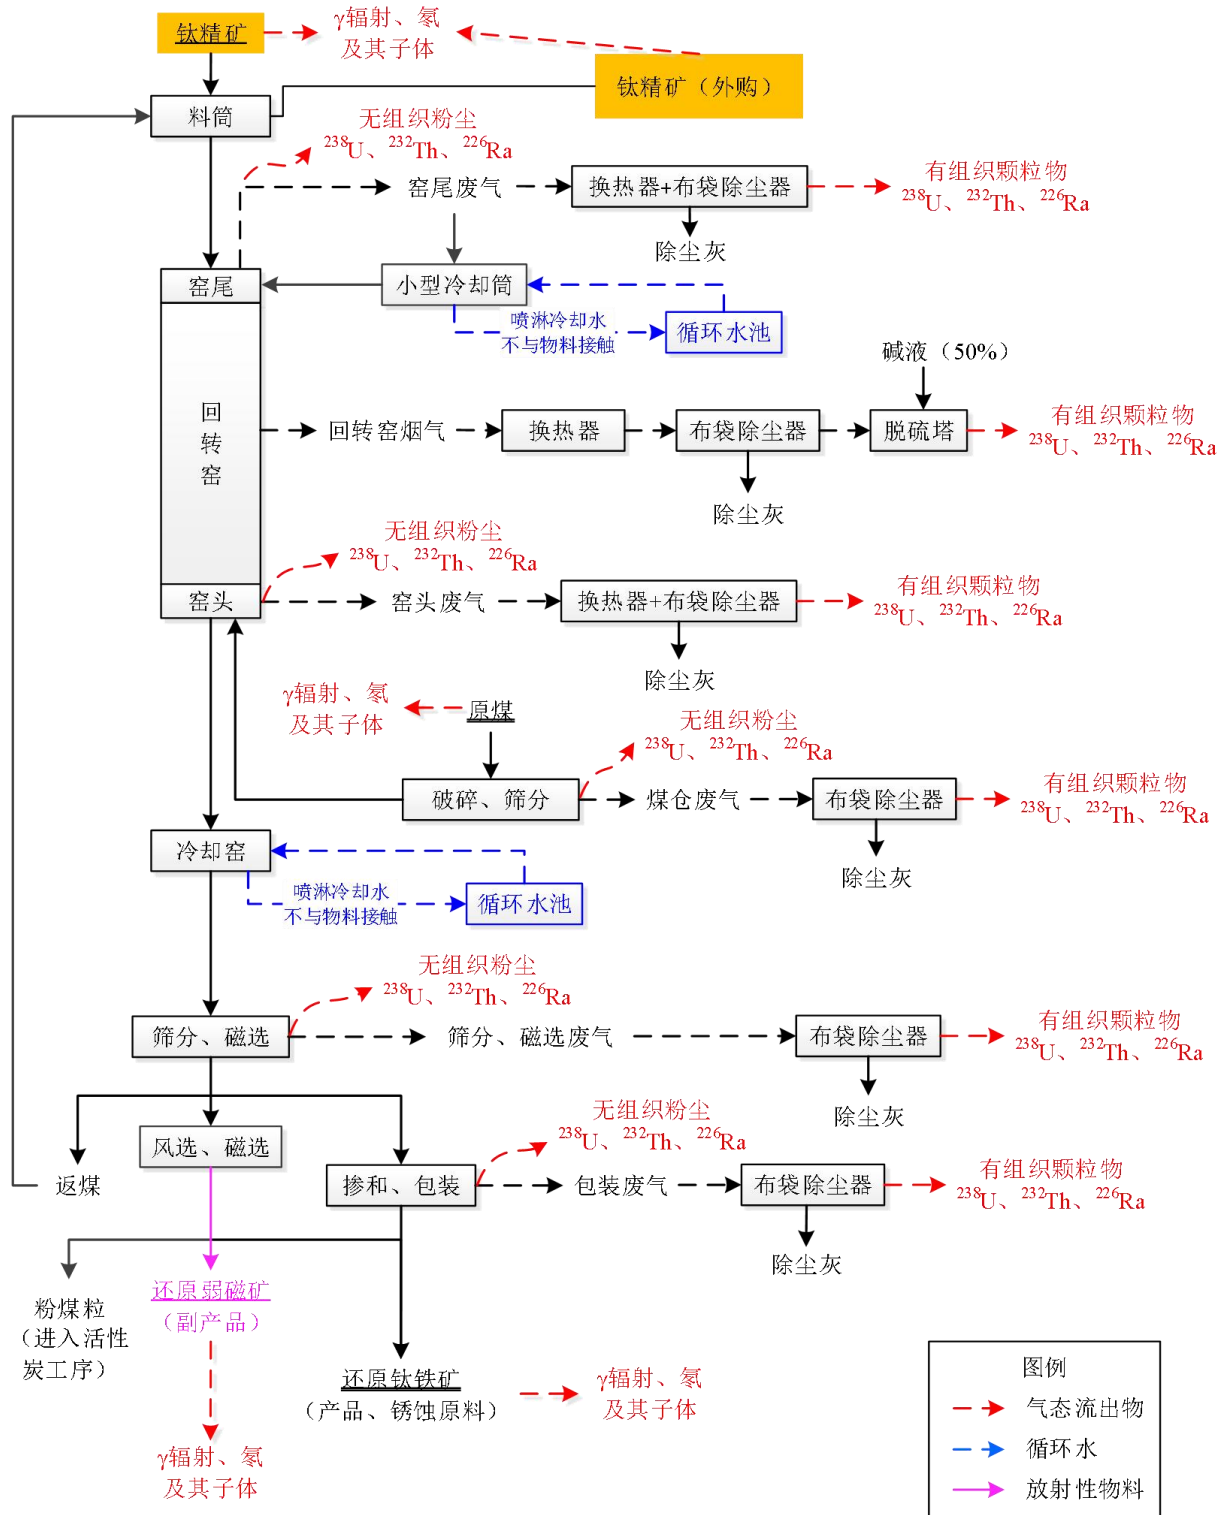 钛精矿
γ辐射、氡
及其子体
钛精矿（外购）
料筒
无组织粉尘
²³⁸U、²³²Th、²²⁶Ra
窑尾废气
换热器+布袋除尘器
有组织颗粒物
²³⁸U、²³²Th、²²⁶Ra
除尘灰
窑尾
小型冷却筒
喷淋冷却水
不与物料接触
循环水池
碱液（50%）
回
转
窑
回转窑烟气
换热器
布袋除尘器
脱硫塔
有组织颗粒物
²³⁸U、²³²Th、²²⁶Ra
除尘灰
无组织粉尘
²³⁸U、²³²Th、²²⁶Ra
窑头
窑头废气
换热器+布袋除尘器
有组织颗粒物
²³⁸U、²³²Th、²²⁶Ra
除尘灰
γ辐射、氡
及其子体
原煤
无组织粉尘
²³⁸U、²³²Th、²²⁶Ra
破碎、筛分
煤仓废气
布袋除尘器
有组织颗粒物
²³⁸U、²³²Th、²²⁶Ra
除尘灰
冷却窑
喷淋冷却水
不与物料接触
循环水池
无组织粉尘
²³⁸U、²³²Th、²²⁶Ra
筛分、磁选
筛分、磁选废气
布袋除尘器
有组织颗粒物
²³⁸U、²³²Th、²²⁶Ra
除尘灰
风选、磁选
无组织粉尘
²³⁸U、²³²Th、²²⁶Ra
返煤
掺和、包装
包装废气
布袋除尘器
有组织颗粒物
²³⁸U、²³²Th、²²⁶Ra
除尘灰
粉煤粒
（进入活性
炭工序）
还原弱磁矿
（副产品）
还原钛铁矿
（产品、锈蚀原料）
γ辐射、氡
及其子体
γ辐射、氡
及其子体
图例
气态流出物
循环水
放射性物料